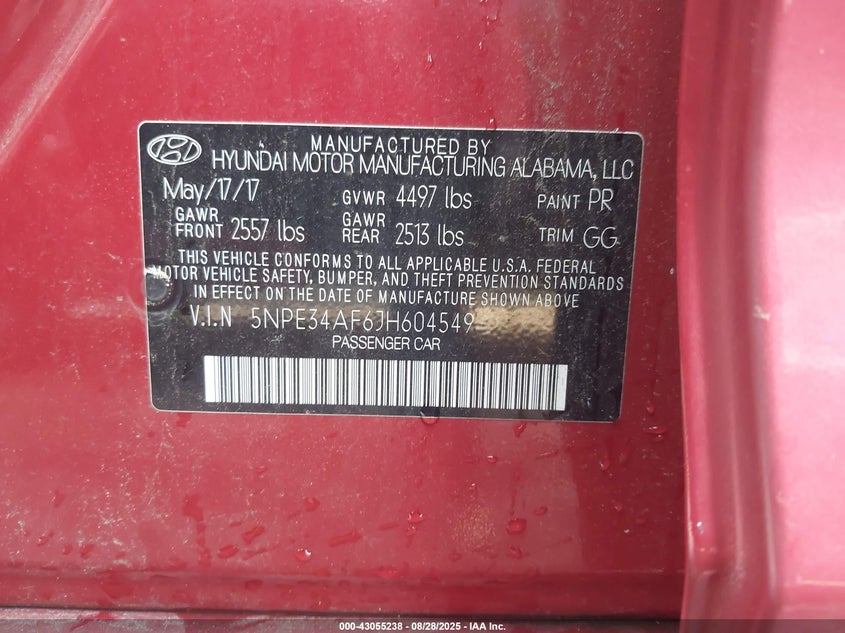 MANUFACTURED BY
HYUNDAI MOTOR MANUFACTURING ALABAMA, LLC
May/17/17 GVWR 4497 lbs PAINT PR
GAWR FRONT 2557 lbs GAWR REAR 2513 lbs TRIM GG
THIS VEHICLE CONFORMS TO ALL APPLICABLE U.S.A. FEDERAL
MOTOR VEHICLE SAFETY, BUMPER, AND THEFT PREVENTION STANDARDS
IN EFFECT ON THE DATE OF MANUFACTURE SHOWN ABOVE.
V.I.N 5NPE34AF6JH604549
PASSENGER CAR
000-43055238 - 08/28/2025 - IAA Inc.